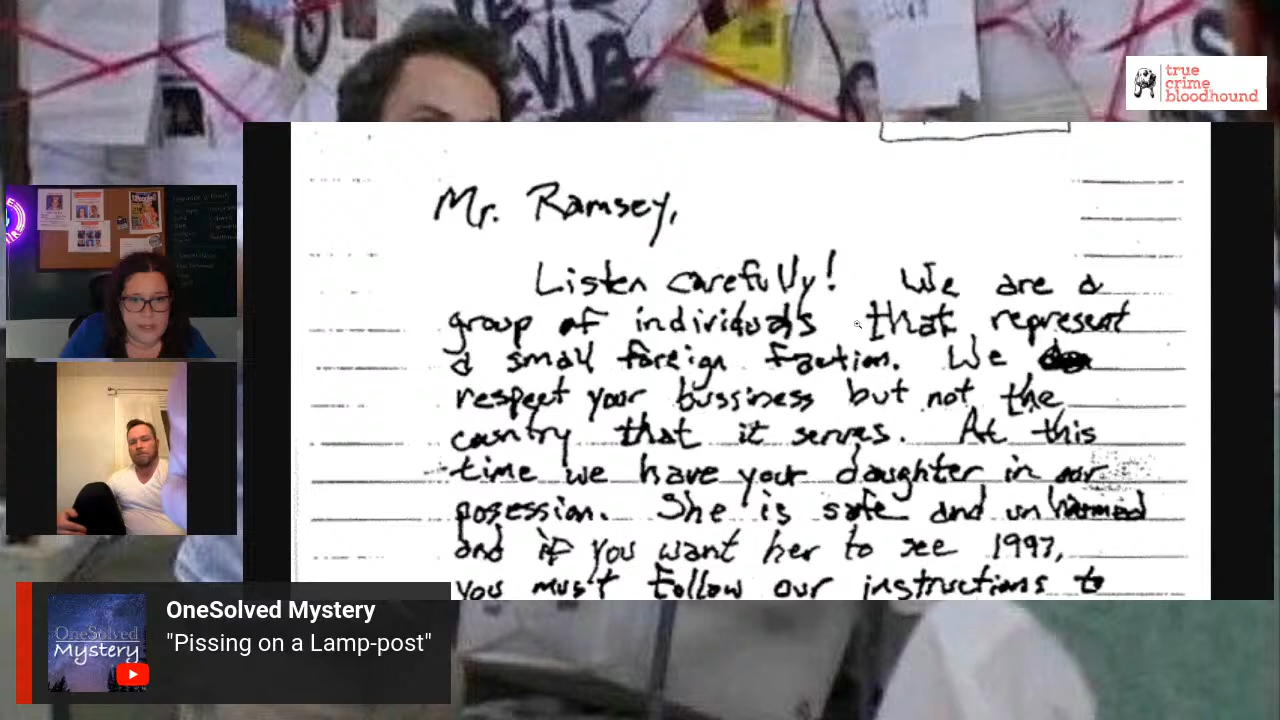 true
crime
bloodhound
Mr. Ramsey,
Listen carefully! We are a
group of individuals that represent
a small foreign faction. We
respect your bussiness but not the
country that it serves. At this
time we have your daughter in our
posession. She is safe and unharmed
and if you want her to see 1997,
you must follow our instructions to
OneSolved
Mystery
OneSolved Mystery
"Pissing on a Lamp-post"